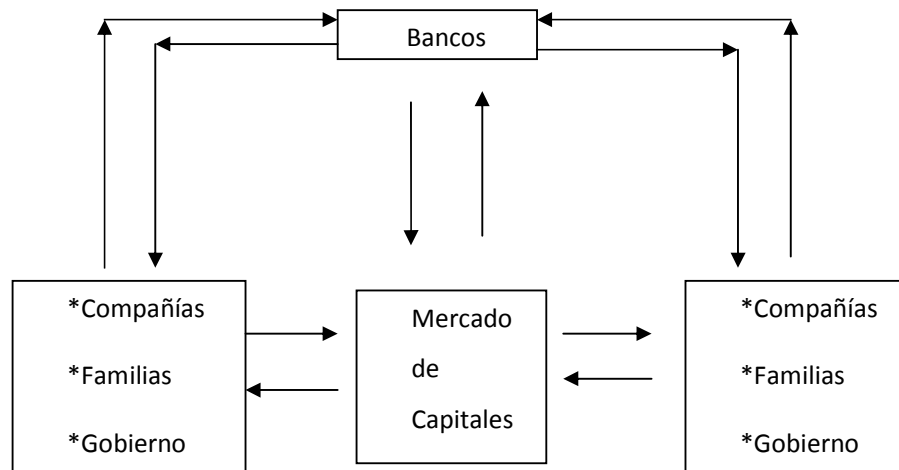 Bancos
*Compañías
*Familias
*Gobierno
Mercado
de
Capitales
*Compañías
*Familias
*Gobierno